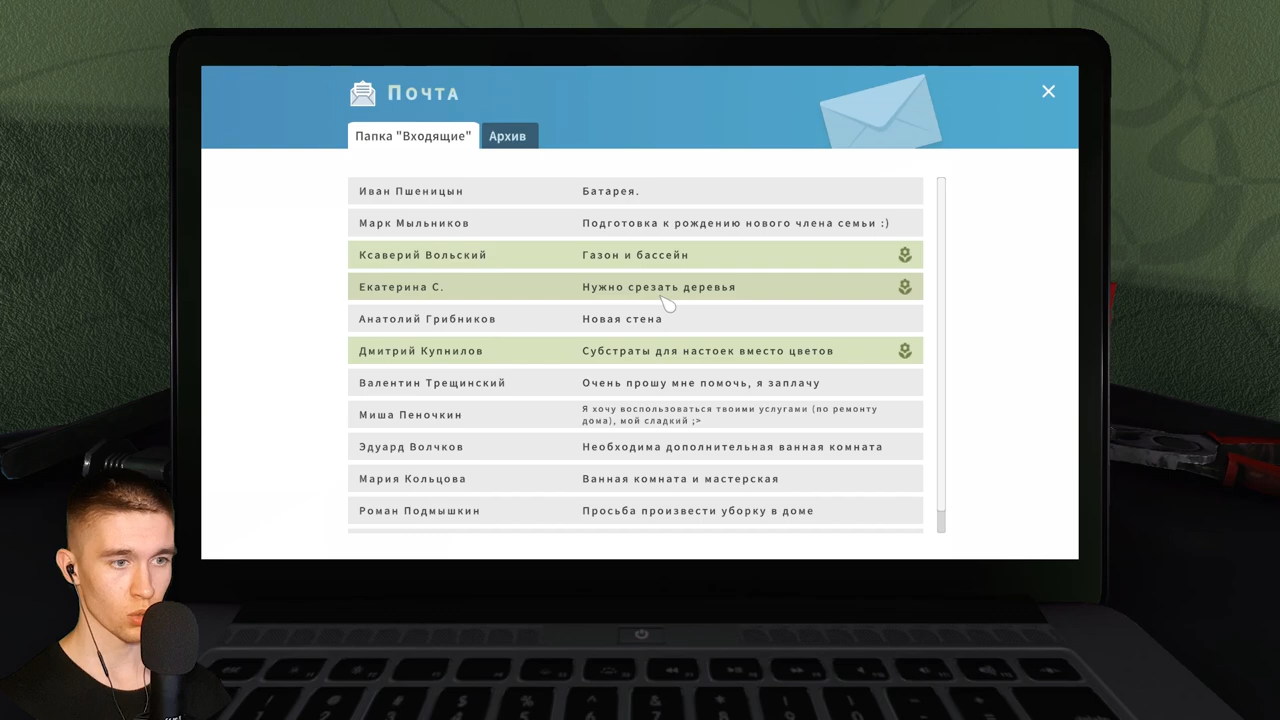 Почта
Папка "Входящие"
Архив
Иван Пшеницын
Батарея.
Марк Мыльников
Подготовка к рождению нового члена семьи :)
Ксаверий Вольский
Газон и бассейн
Екатерина С.
Нужно срезать деревья
Анатолий Грибников
Новая стена
Дмитрий Купнилов
Субстраты для настоек вместо цветов
Валентин Трещинский
Очень прошу мне помочь, я заплачу
Миша Пеночкин
Я хочу воспользоваться твоими услугами (по ремонту
дома), мой сладкий ;>
Эдуард Волчков
Необходима дополнительная ванная комната
Мария Кольцова
Ванная комната и мастерская
Роман Подмышкин
Просьба произвести уборку в доме